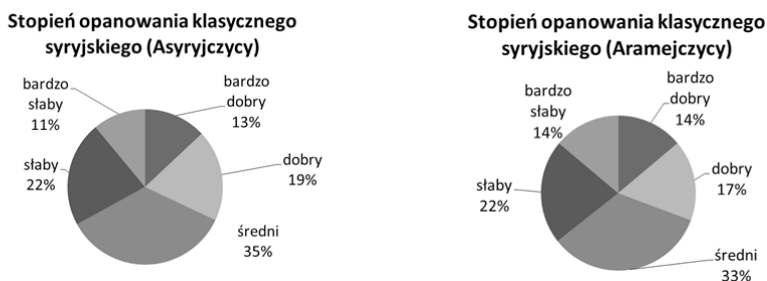 Stopień opanowania klasycznego
syryjskiego (Asyryjczycy)
bardzo
dobry
13%
dobry
19%
średni
35%
słaby
22%
bardzo
słaby
11%
Stopień opanowania klasycznego
syryjskiego (Aramejczycy)
bardzo
dobry
14%
dobry
17%
średni
33%
słaby
22%
bardzo
słaby
14%